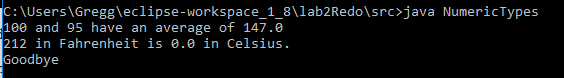 C:\Users\Gregg\eclipse-workspace_1_8\lab2Redo\src>java NumericTypes
100 and 95 have an average of 147.0
212 in Fahrenheit is 0.0 in Celsius.
Goodbye